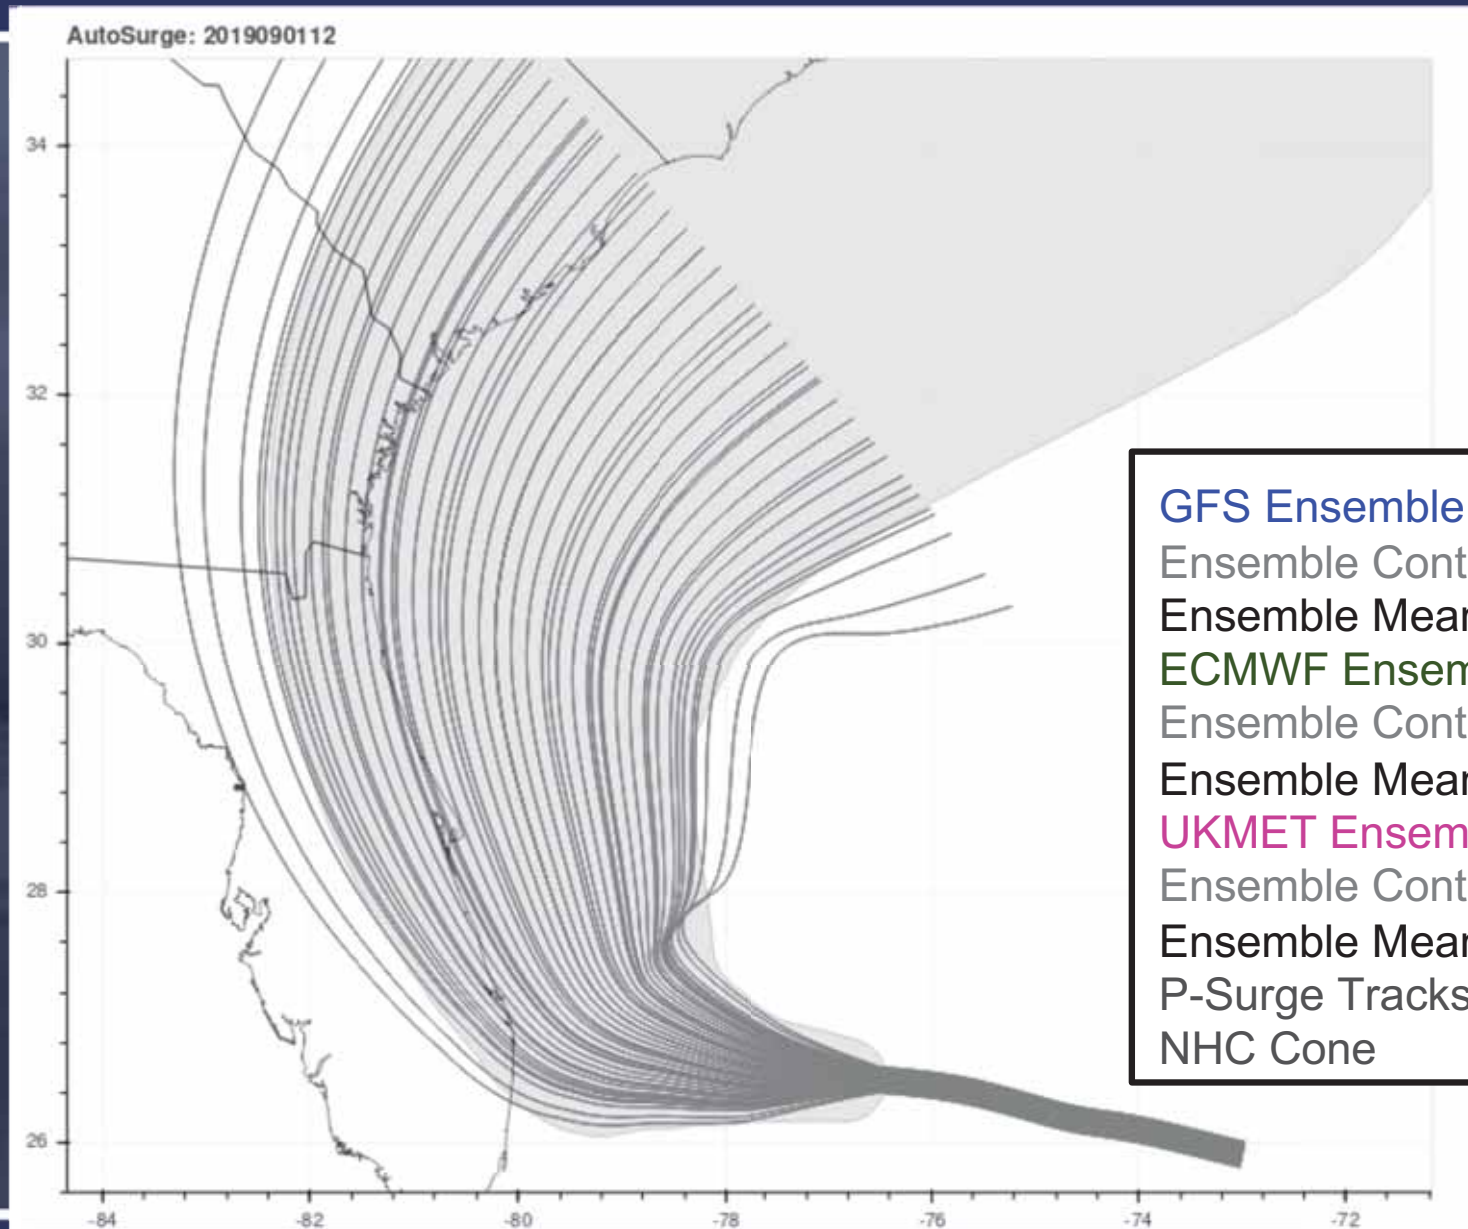 AutoSurge: 2019090112
34
32
30
28
26
-84
-82
-80
-78
-76
-74
-72
GFS Ensemble
Ensemble Cont
Ensemble Mear
ECMWF Ensem
Ensemble Cont
Ensemble Mear
UKMET Ensem
Ensemble Cont
Ensemble Mear
P-Surge Tracks
NHC Cone